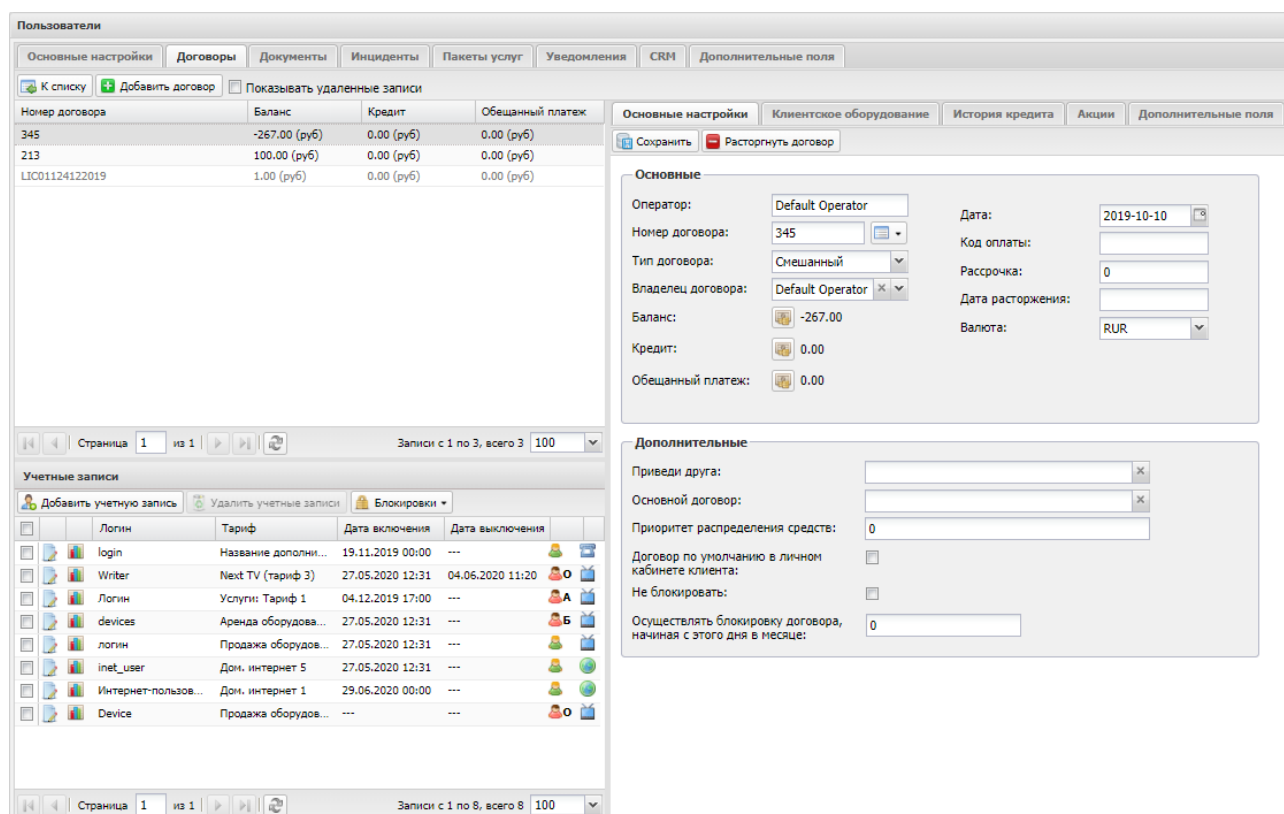 Пользователи
Основные настройки Договоры Документы Инциденты Пакеты услуг Уведомления CRM Дополнительные поля
К списку Добавить договор Показывать удаленные записи
Номер договора Баланс Кредит Обещанный платеж
345 -267.00 (руб) 0.00 (руб) 0.00 (руб)
213 100.00 (руб) 0.00 (руб) 0.00 (руб)
LIC01124122019 1.00 (руб) 0.00 (руб) 0.00 (руб)
Страница 1 из 1 Записи с 1 по 3, всего 3 100
Учетные записи
Добавить учетную запись Удалить учетные записи Блокировки
Логин Тариф Дата включения Дата выключения
login Название дополни... 19.11.2019 00:00 ---
Writer Next TV (тариф 3) 27.05.2020 12:31 04.06.2020 11:20 О
Логин Услуги: Тариф 1 04.12.2019 17:00 --- А
devices Аренда оборудова... 27.05.2020 12:31 --- Б
логин Продажа оборудов... 27.05.2020 12:31 ---
inet_user Дом. интернет 5 27.05.2020 12:31 ---
Интернет-пользов... Дом. интернет 1 29.06.2020 00:00 ---
Device Продажа оборудов... --- --- О
Страница 1 из 1 Записи с 1 по 8, всего 8 100
Основные настройки Клиентское оборудование История кредита Акции Дополнительные поля
Сохранить Расторгнуть договор
Основные
Оператор: Default Operator
Номер договора: 345
Тип договора: Смешанный
Владелец договора: Default Operator
Баланс: -267.00
Кредит: 0.00
Обещанный платеж: 0.00
Дата: 2019-10-10
Код оплаты:
Рассрочка: 0
Дата расторжения:
Валюта: RUR
Дополнительные
Приведи друга:
Основной договор:
Приоритет распределения средств: 0
Договор по умолчанию в личном
кабинете клиента:
Не блокировать:
Осуществлять блокировку договора, 0
начиная с этого дня в месяце: